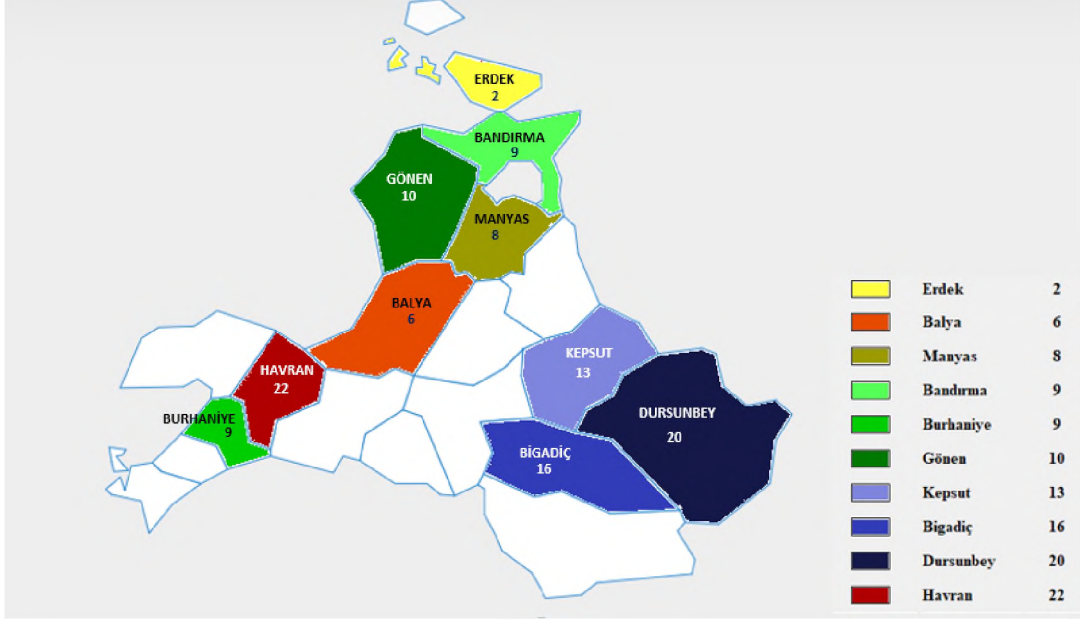 ERDEK
2
BANDIRMA
9
GÖNEN
10
MANYAS
8
BALYA
6
HAVRAN
22
KEPSUT
13
BURHANİYE
9
DURSUNBEY
20
BİGADİÇ
16
Erdek 2
Balya 6
Manyas 8
Bandırma 9
Burhaniye 9
Gönen 10
Kepsut 13
Bigadiç 16
Dursunbey 20
Havran 22